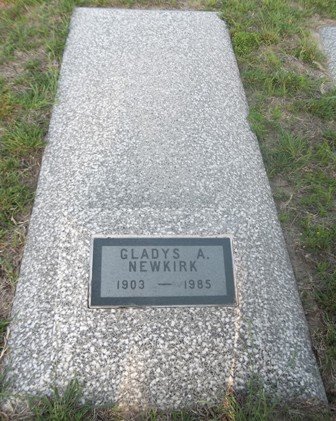 GLADYS A.
NEWKIRK
1903 — 1985